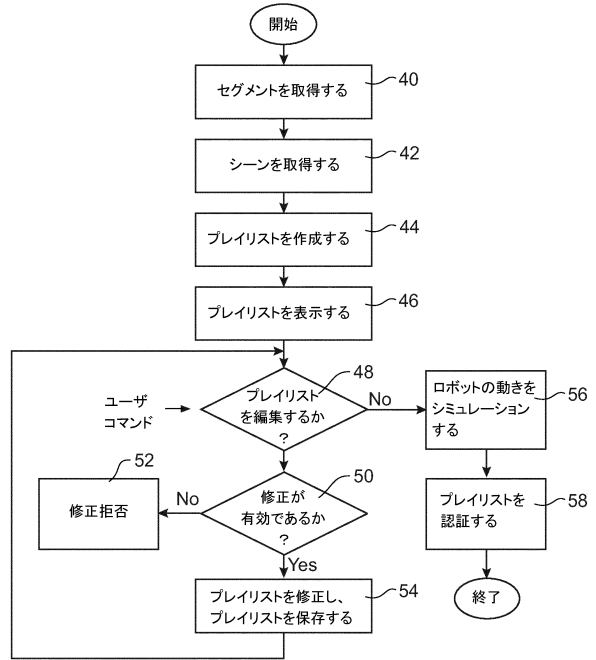 開始
セグメントを取得する
40
シーンを取得する
42
プレイリストを作成する
44
プレイリストを表示する
46
プレイリスト
を編集するか
?
48
ユーザ
コマンド
No
ロボットの動きを
シミュレーション
する
56
修正が
有効であるか
?
50
No
修正拒否
52
プレイリストを
認証する
58
Yes
プレイリストを修正し、
プレイリストを保存する
54
終了